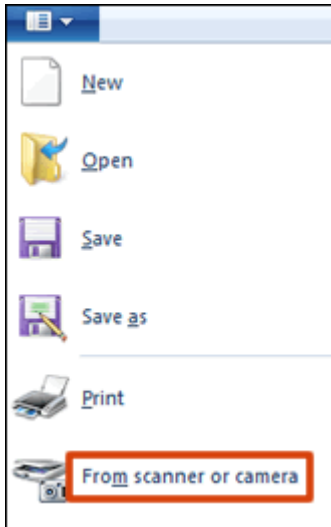 New
Open
Save
Save as
Print
From scanner or camera